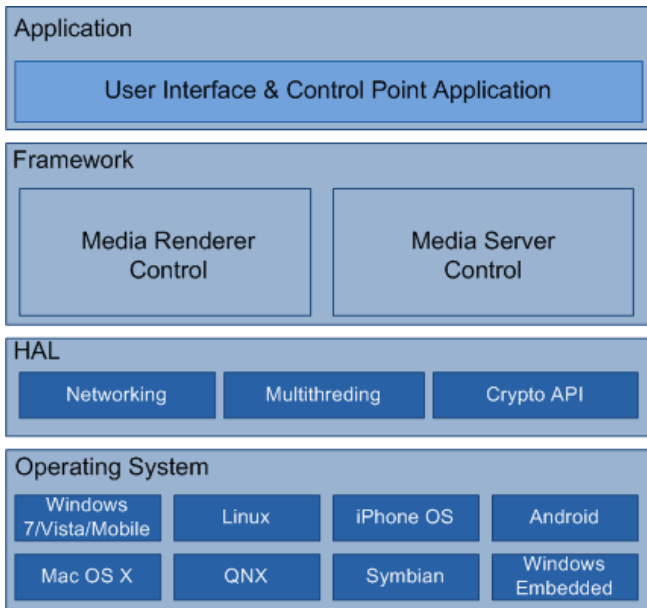 Application
User Interface & Control Point Application
Framework
Media Renderer
Control
Media Server
Control
HAL
Networking
Multithreding
Crypto API
Operating System
Windows
7/Vista/Mobile
Linux
iPhone OS
Android
Mac OS X
QNX
Symbian
Windows
Embedded